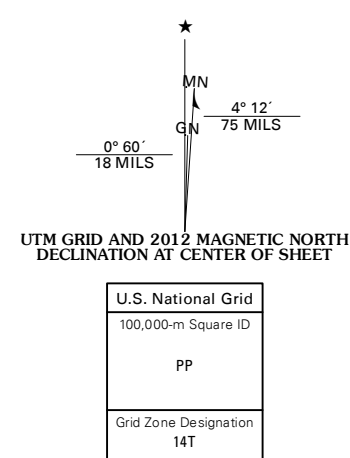 ★
MN
4° 12´
75 MILS
GN
0° 60´
18 MILS
UTM GRID AND 2012 MAGNETIC NORTH
DECLINATION AT CENTER OF SHEET
U.S. National Grid
100,000-m Square ID
PP
Grid Zone Designation
14T